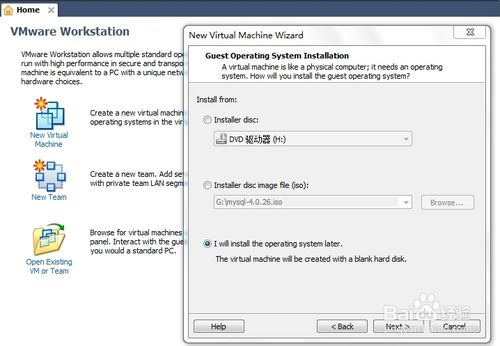 Home
VMware Workstation
VMware Workstation allows multiple standard ope
run with high performance in secure and transpo
machine is equivalent to a PC with a unique netw
hardware choices.
New Virtual
Machine
Create a new virtual machin
operating systems in the virt
New Team
Create a new team. Add sev
with private team LAN segm
Open Existing
VM or Team
Browse for virtual machines
panel. Interact with the gue
you would a standard PC.
New Virtual Machine Wizard
Guest Operating System Installation
A virtual machine is like a physical computer; it needs an operating
system. How will you install the guest operating system?
Install from:
Installer disc:
DVD 驱动器 (H:)
Installer disc image file (iso):
G:\mysql-4.0.26.iso
Browse...
I will install the operating system later.
The virtual machine will be created with a blank hard disk.
Help
< Back
Next >
Cancel
Baidu 经验